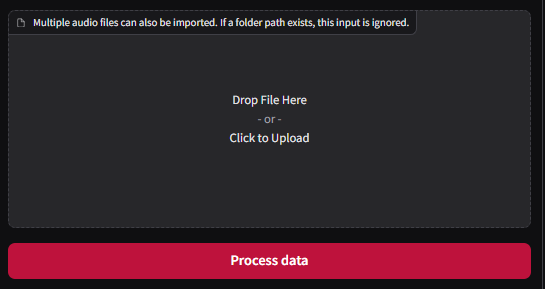 Multiple audio files can also be imported. If a folder path exists, this input is ignored.
Drop File Here
- or -
Click to Upload
Process data